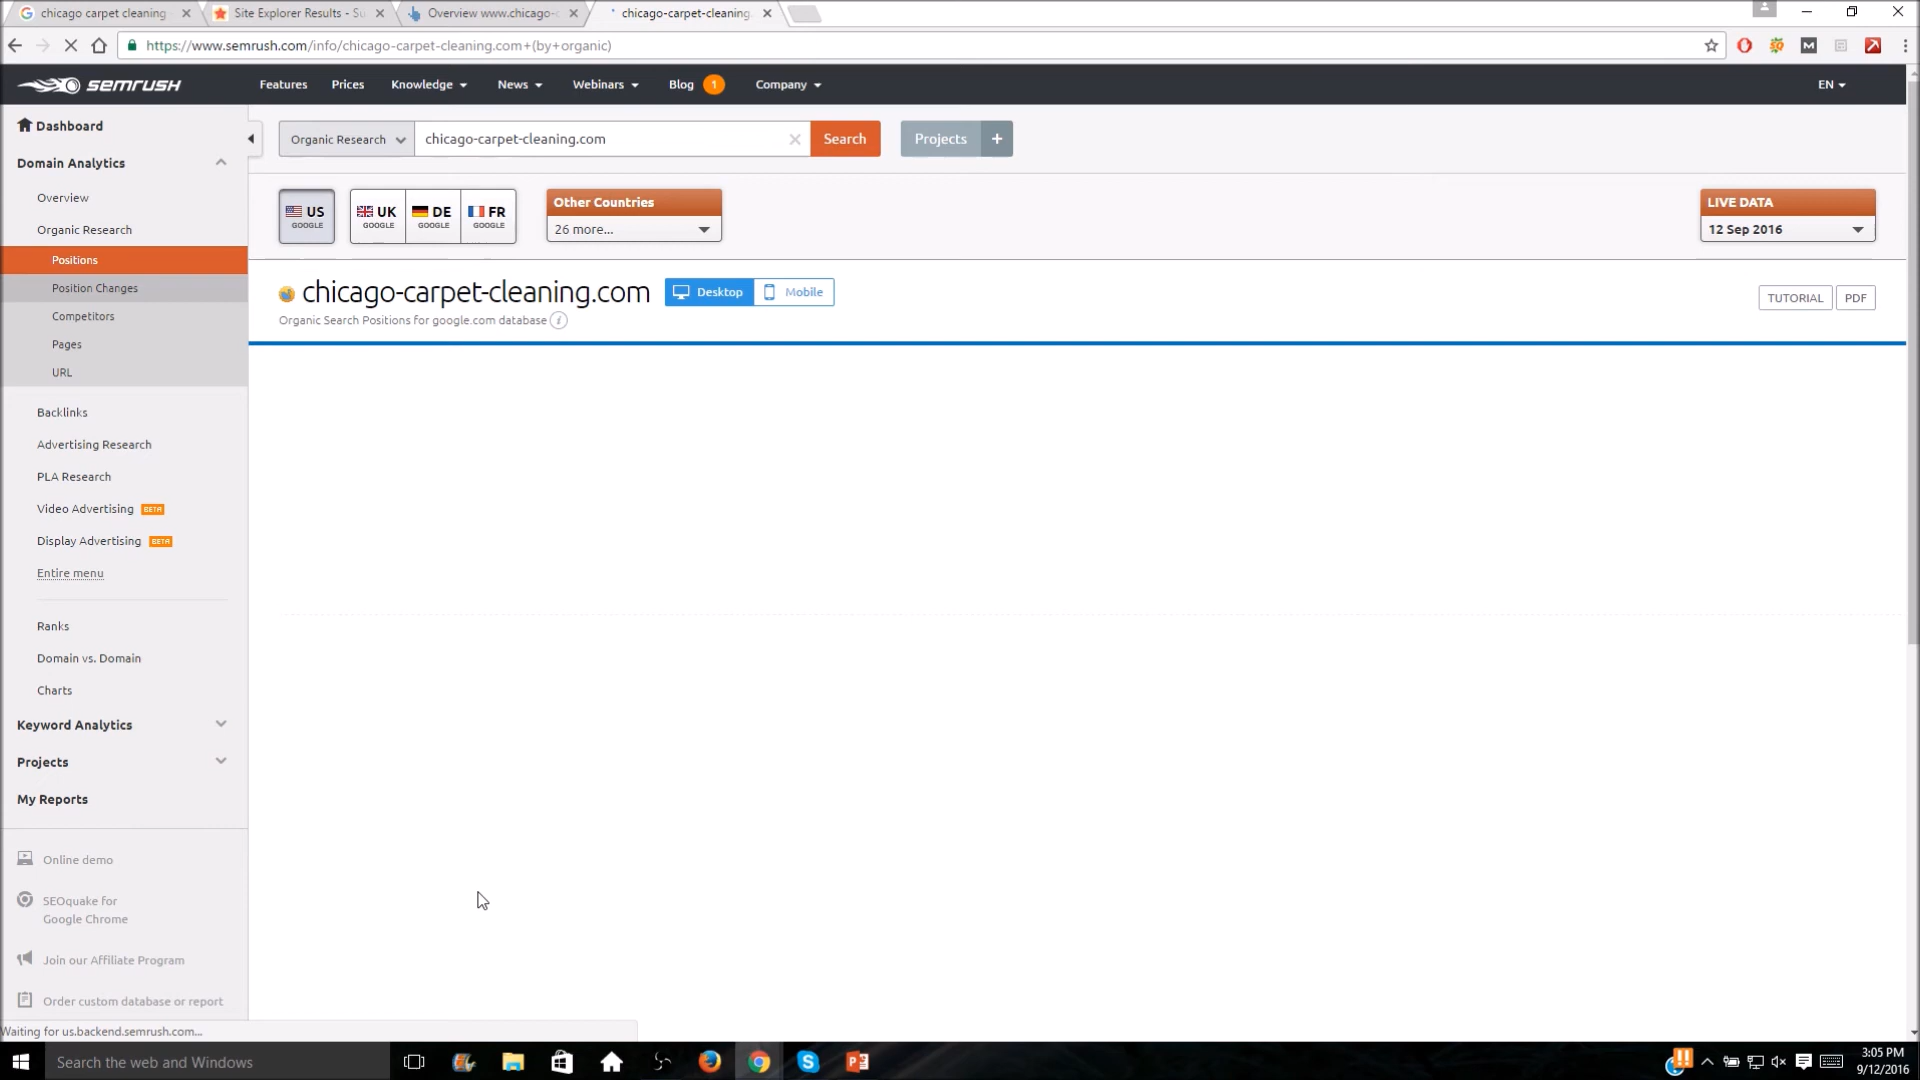 chicago carpet cleaning
Site Explorer Results - Su
Overview www.chicago-c
chicago-carpet-cleaning.
https://www.semrush.com/info/chicago-carpet-cleaning.com+(by+organic)
semrush
Features
Prices
Knowledge
News
Webinars
Blog
1
Company
EN
Dashboard
Organic Research
chicago-carpet-cleaning.com
Search
Projects
+
Domain Analytics
Overview
Organic Research
Positions
Position Changes
Competitors
Pages
URL
Backlinks
Advertising Research
PLA Research
Video Advertising BETA
Display Advertising BETA
Entire menu
Ranks
Domain vs. Domain
Charts
Keyword Analytics
Projects
My Reports
Online demo
SEOquake for
Google Chrome
Join our Affiliate Program
Order custom database or report
US
GOOGLE
UK
GOOGLE
DE
GOOGLE
FR
GOOGLE
Other Countries
26 more...
LIVE DATA
12 Sep 2016
chicago-carpet-cleaning.com
Desktop
Mobile
TUTORIAL
PDF
Organic Search Positions for google.com database i
Waiting for us.backend.semrush.com...
Search the web and Windows
3:05 PM
9/12/2016